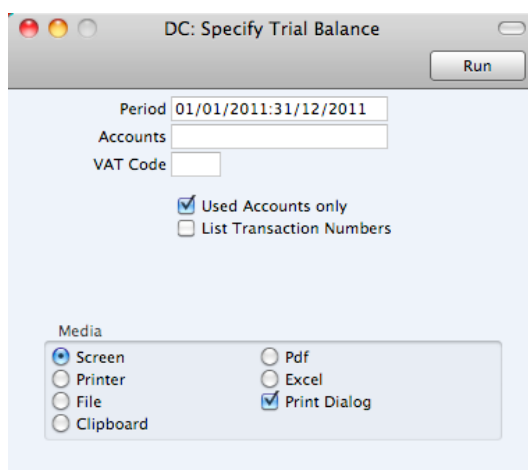 DC: Specify Trial Balance
Run
Period 01/01/2011:31/12/2011
Accounts
VAT Code
Used Accounts only
List Transaction Numbers
Media
Screen Pdf
Printer Excel
File Print Dialog
Clipboard